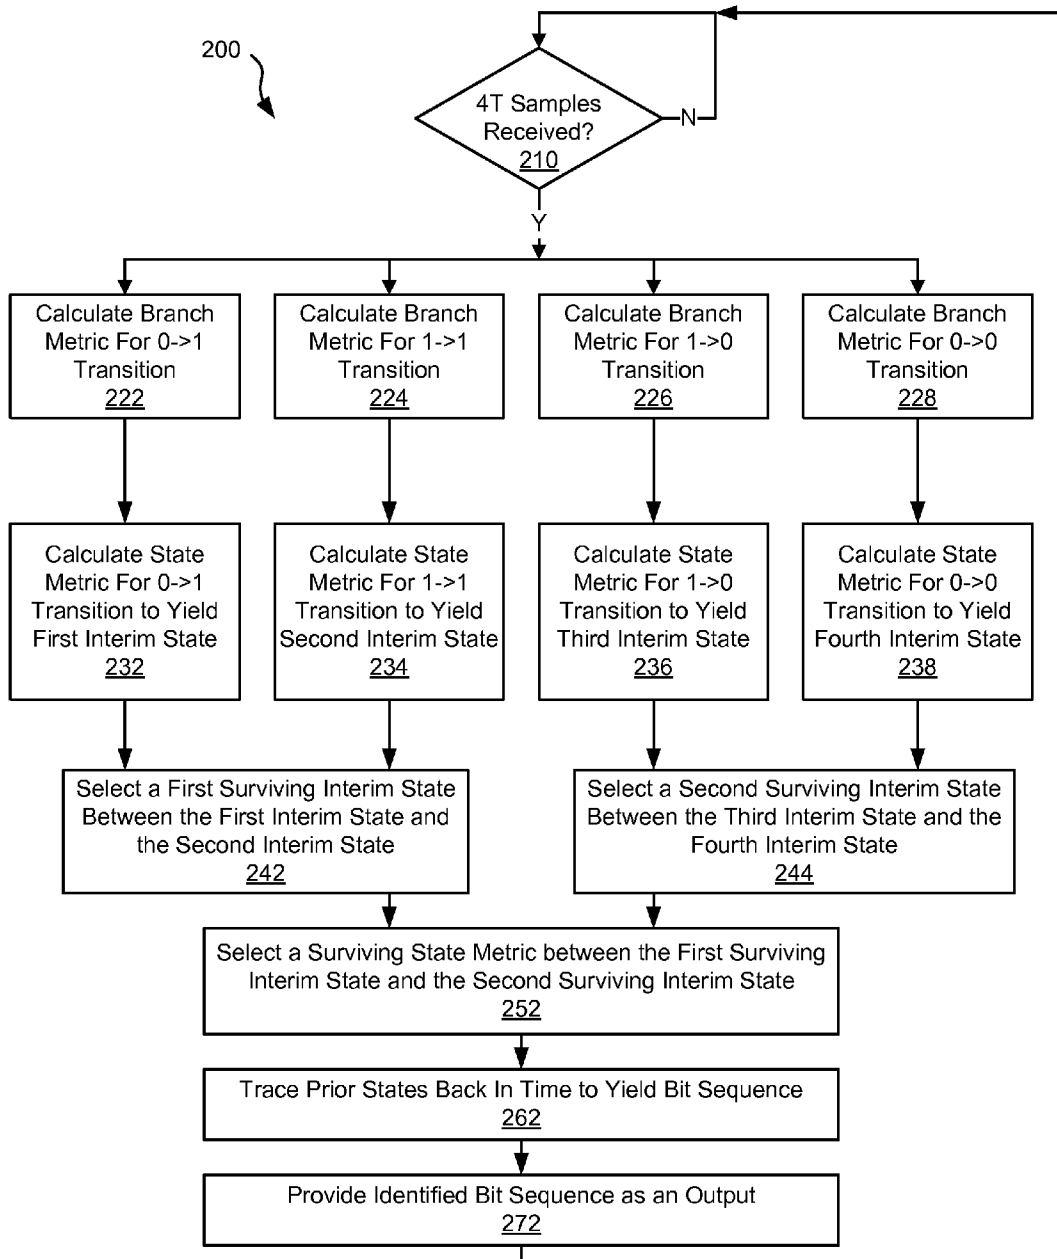 200
4T Samples
Received?
210
N
Y
Calculate Branch
Metric For 0->1
Transition
222
Calculate Branch
Metric For 1->1
Transition
224
Calculate Branch
Metric For 1->0
Transition
226
Calculate Branch
Metric For 0->0
Transition
228
Calculate State
Metric For 0->1
Transition to Yield
First Interim State
232
Calculate State
Metric For 1->1
Transition to Yield
Second Interim State
234
Calculate State
Metric For 1->0
Transition to Yield
Third Interim State
236
Calculate State
Metric For 0->0
Transition to Yield
Fourth Interim State
238
Select a First Surviving Interim State
Between the First Interim State and
the Second Interim State
242
Select a Second Surviving Interim State
Between the Third Interim State and the
Fourth Interim State
244
Select a Surviving State Metric between the First Surviving
Interim State and the Second Surviving Interim State
252
Trace Prior States Back In Time to Yield Bit Sequence
262
Provide Identified Bit Sequence as an Output
272